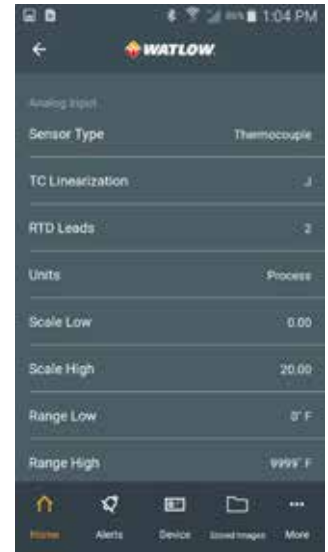 1:04 PM
WATLOW
Analog Input
Sensor Type Thermocouple
TC Linearization J
RTD Leads 2
Units Process
Scale Low 0.00
Scale High 20.00
Range Low 0° F
Range High 9999° F
Home Alerts Device Stored Images More